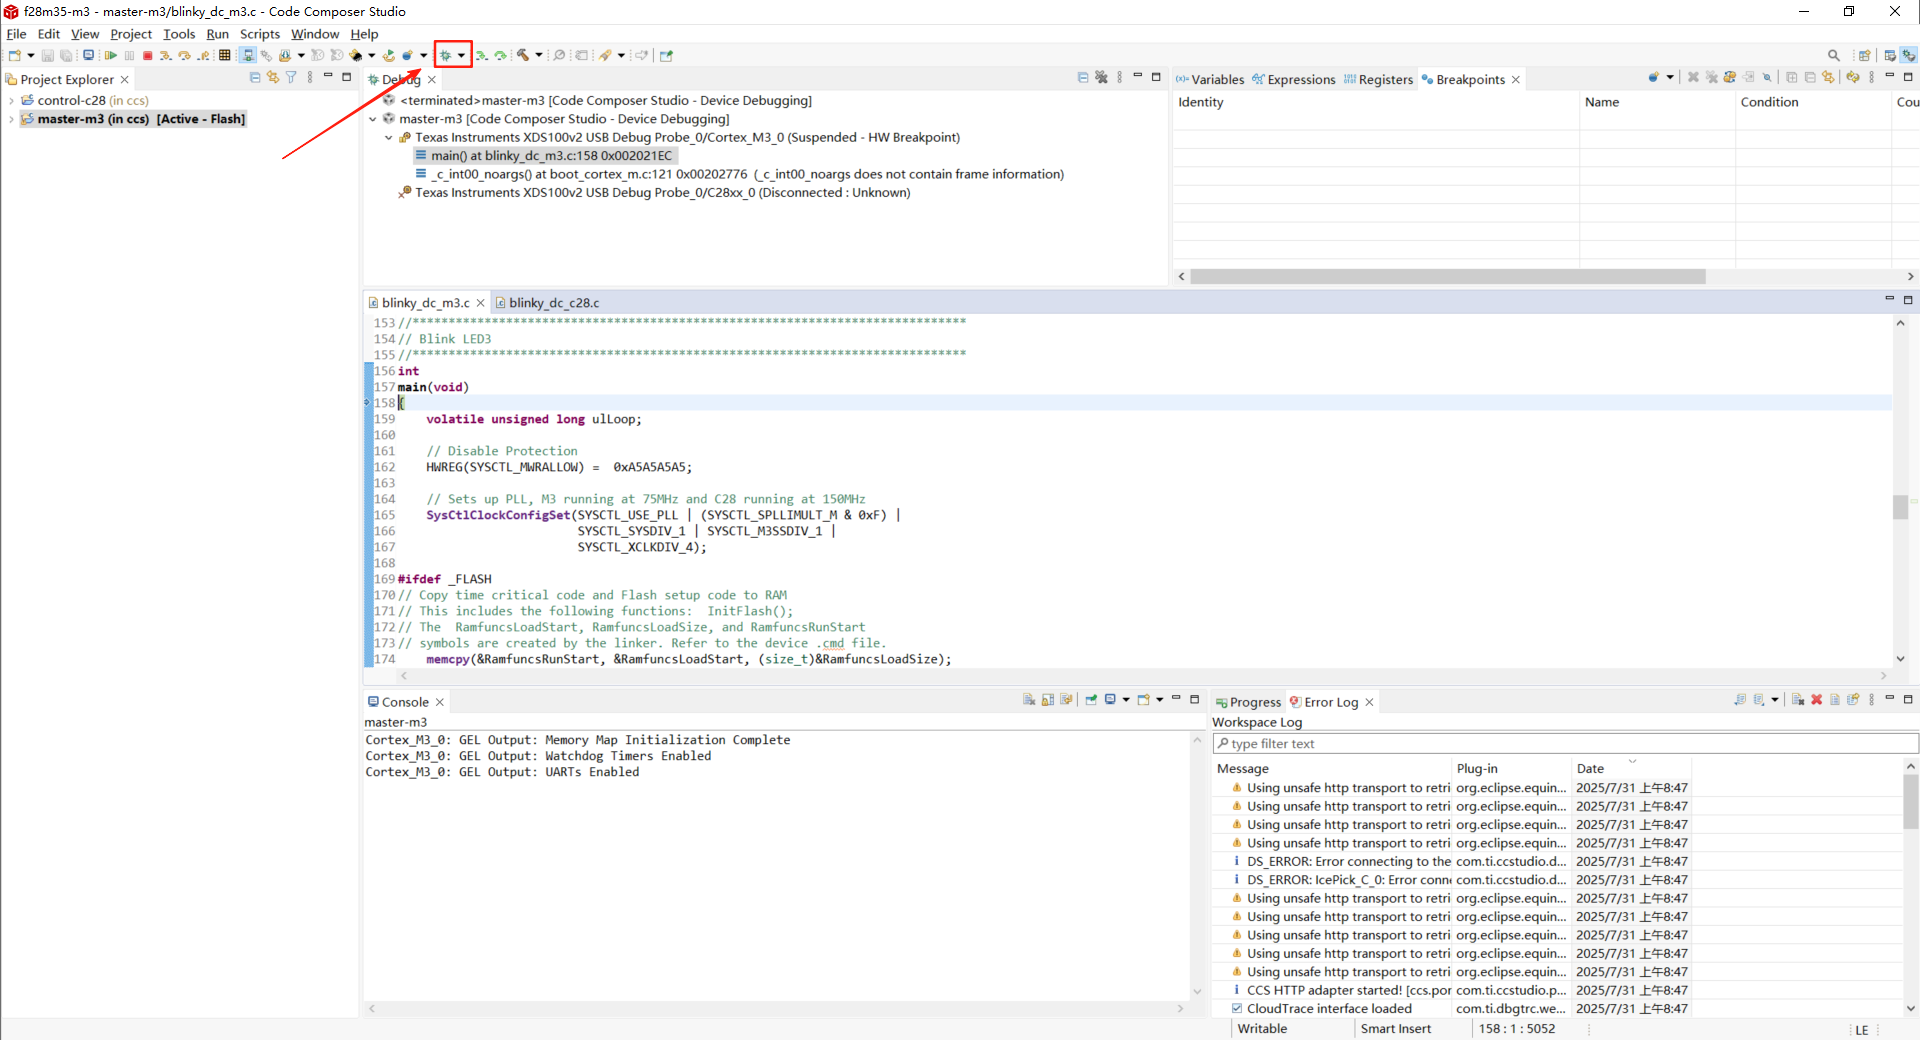 f28m35-m3 - master-m3/blinky_dc_m3.c - Code Composer Studio
File Edit View Project Tools Run Scripts Window Help
Project Explorer
control-c28 (in ccs)
master-m3 (in ccs) [Active - Flash]
Debug
<terminated>master-m3 [Code Composer Studio - Device Debugging]
master-m3 [Code Composer Studio - Device Debugging]
Texas Instruments XDS100v2 USB Debug Probe_0/Cortex_M3_0 (Suspended - HW Breakpoint)
main() at blinky_dc_m3.c:158 0x002021EC
_c_int00_noargs() at boot_cortex_m.c:121 0x00202776 (_c_int00_noargs does not contain frame information)
Texas Instruments XDS100v2 USB Debug Probe_0/C28xx_0 (Disconnected : Unknown)
Variables Expressions Registers Breakpoints
Identity Name Condition Cou
blinky_dc_m3.c blinky_dc_c28.c
153 //*****************************************************************************
154 // Blink LED3
155 //*****************************************************************************
156 int
157 main(void)
158 {
159 volatile unsigned long ulLoop;
160
161 // Disable Protection
162 HWREG(SYSCTL_MWRALLOW) = 0xA5A5A5A5;
163
164 // Sets up PLL, M3 running at 75MHz and C28 running at 150MHz
165 SysCtlClockConfigSet(SYSCTL_USE_PLL | (SYSCTL_SPLLIMULT_M & 0xF) |
166 SYSCTL_SYSDIV_1 | SYSCTL_M3SSDIV_1 |
167 SYSCTL_XCLKDIV_4);
168
169 #ifdef _FLASH
170 // Copy time critical code and Flash setup code to RAM
171 // This includes the following functions: InitFlash();
172 // The RamfuncsLoadStart, RamfuncsLoadSize, and RamfuncsRunStart
173 // symbols are created by the linker. Refer to the device .cmd file.
174 memcpy(&RamfuncsRunStart, &RamfuncsLoadStart, (size_t)&RamfuncsLoadSize);
Console
master-m3
Cortex_M3_0: GEL Output: Memory Map Initialization Complete
Cortex_M3_0: GEL Output: Watchdog Timers Enabled
Cortex_M3_0: GEL Output: UARTs Enabled
Progress Error Log
Workspace Log
type filter text
Message Plug-in Date
Using unsafe http transport to retri org.eclipse.equin... 2025/7/31 上午8:47
Using unsafe http transport to retri org.eclipse.equin... 2025/7/31 上午8:47
Using unsafe http transport to retri org.eclipse.equin... 2025/7/31 上午8:47
Using unsafe http transport to retri org.eclipse.equin... 2025/7/31 上午8:47
DS_ERROR: Error connecting to the com.ti.ccstudio.d... 2025/7/31 上午8:47
DS_ERROR: IcePick_C_0: Error conne com.ti.ccstudio.d... 2025/7/31 上午8:47
Using unsafe http transport to retri org.eclipse.equin... 2025/7/31 上午8:47
Using unsafe http transport to retri org.eclipse.equin... 2025/7/31 上午8:47
Using unsafe http transport to retri org.eclipse.equin... 2025/7/31 上午8:47
Using unsafe http transport to retri org.eclipse.equin... 2025/7/31 上午8:47
Using unsafe http transport to retri org.eclipse.equin... 2025/7/31 上午8:47
CCS HTTP adapter started! [ccs.por com.ti.ccstudio.p... 2025/7/31 上午8:47
CloudTrace interface loaded com.ti.dbgtrc.we... 2025/7/31 上午8:47
Writable Smart Insert 158 : 1 : 5052 LE